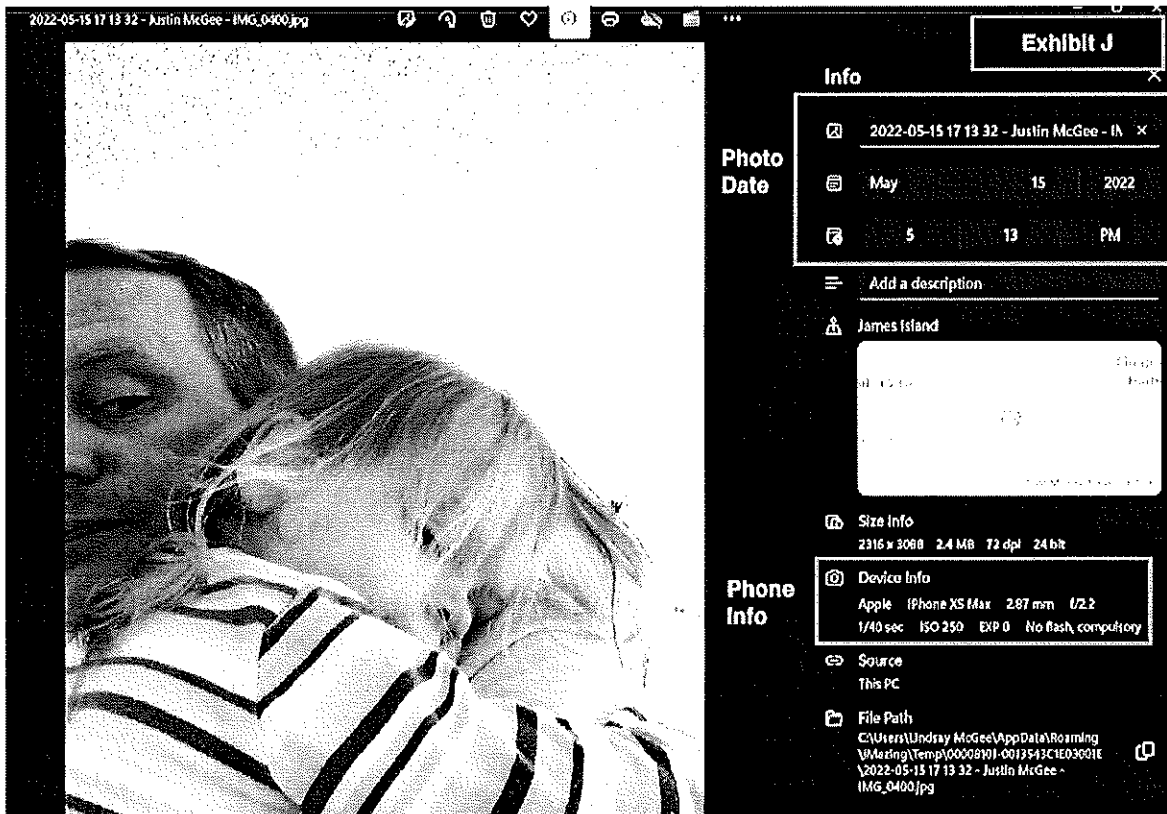 2022-05-15 17 13 32 - Justin McGee - IMG_0400.jpg
Exhibit J
Info
Photo
Date
2022-05-15 17 13 32 - Justin McGee - IM
May 15 2022
5 13 PM
Add a description
James Island
Size Info
2316 x 3088 2.4 MB 72 dpi 24 bit
Phone
Info
Device Info
Apple iPhone XS Max 2.87 mm f/2.2
1/40 sec ISO 250 EXP 0 No flash, compulsory
Source
This PC
File Path
C:\Users\Lindsay McGee\AppData\Roaming
\iMazing\Temp\
\2022-05-15 17 13 32 - Justin McGee -
IMG_0400.jpg